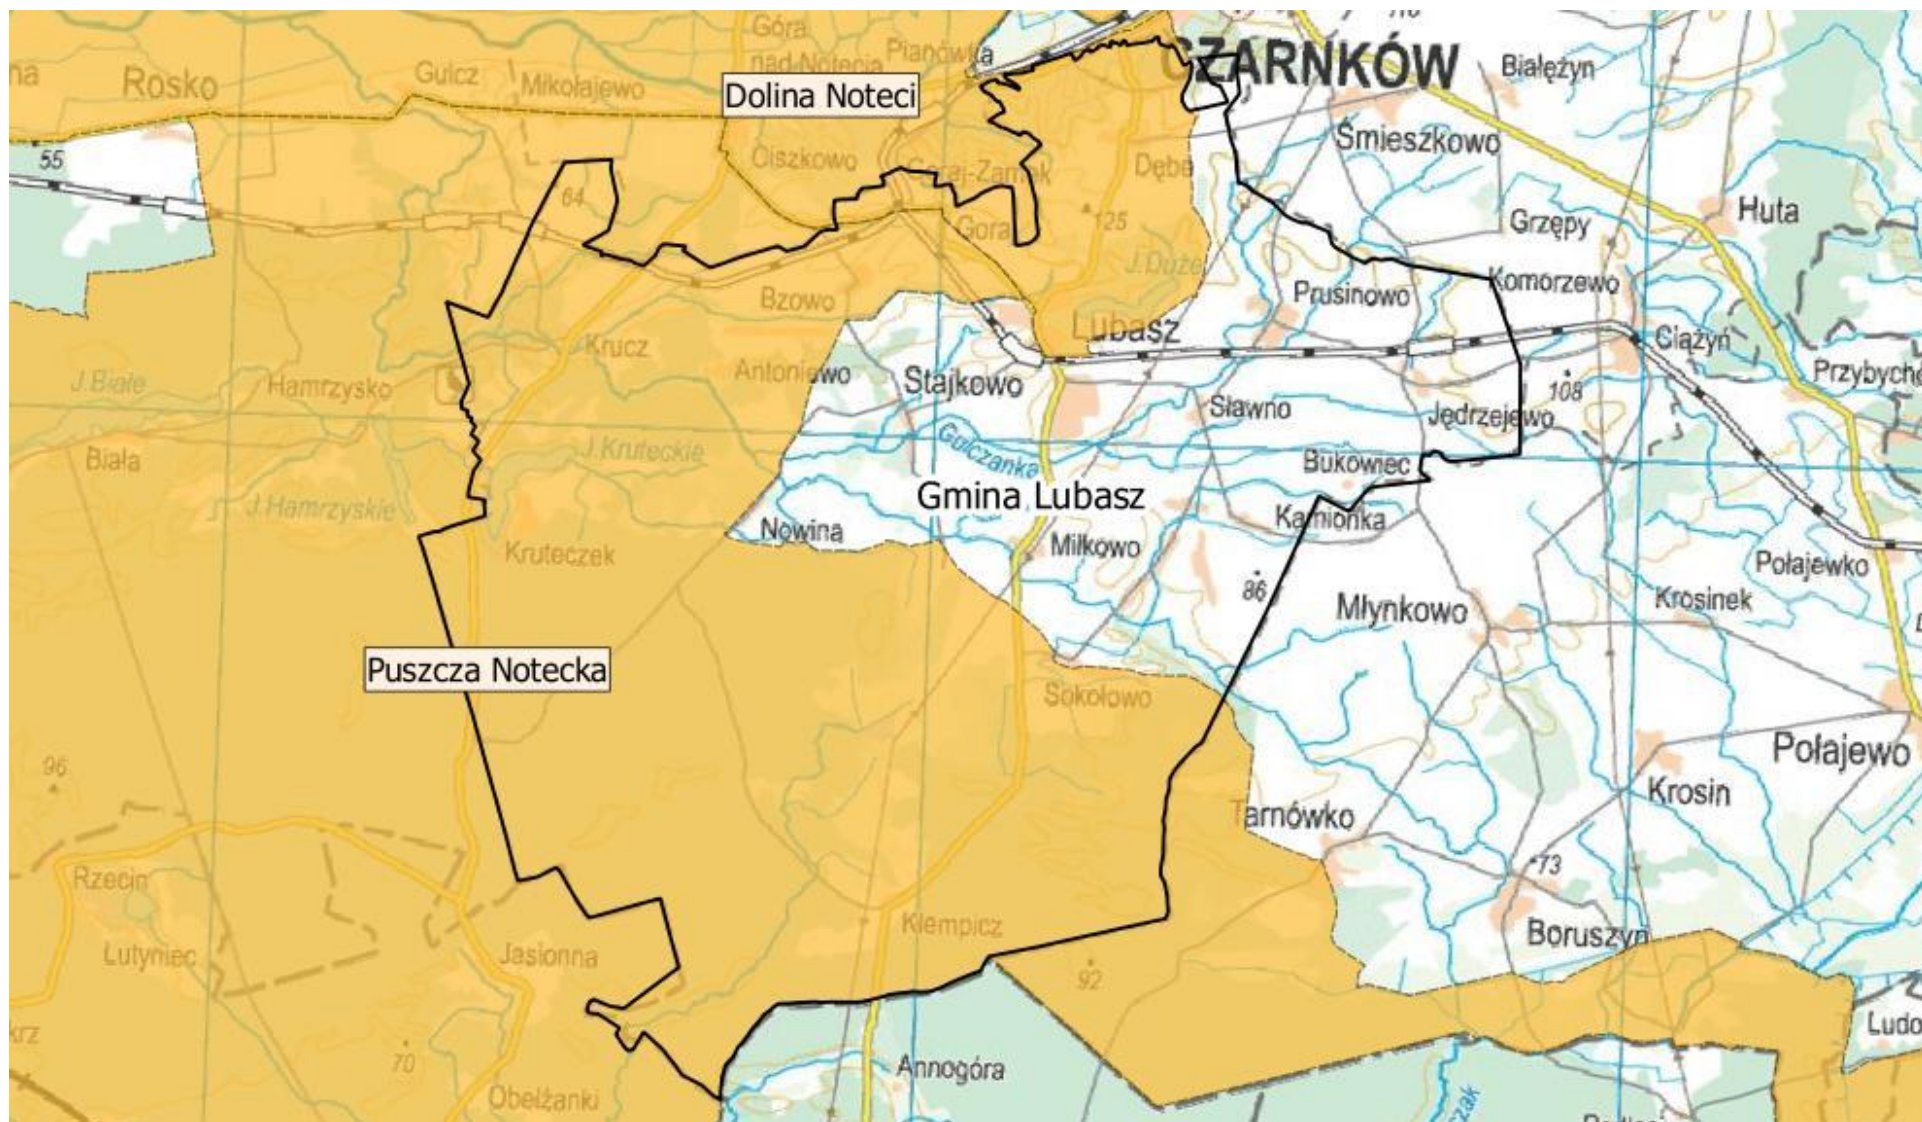 Góra
nad Notecią
Pianówka
CZARNKÓW
Białężyn
Rosko
Gulcz
Mikołajewo
Dolina Noteci
55
Ciszkowo
Goraj-Zamek
Dębe
Śmieszkowo
64
125
Gora
Huta
Grzępy
J.Duże
Bzowo
Prusinowo
Komorzewo
Krucz
Lubasz
Ciążyń
J.Białe
Hamrzysko
Antoniewo
Stajkowo
108
Sławno
Jędrzejewo
Biała
J.Kruteckie
Gulczanka
Bukowiec
J.Hamrzyskie
Gmina Lubasz
Nowina
Kamionka
Kruteczek
Miłkowo
Połajewko
86
Młynkowo
Krosinek
Puszcza Notecka
Sokołowo
96
Połajewo
Krosin
Tarnówko
73
Rzecin
Klempicz
Boruszyn
Lutyniec
Jasionna
92
70
Annogóra
Obelżanki